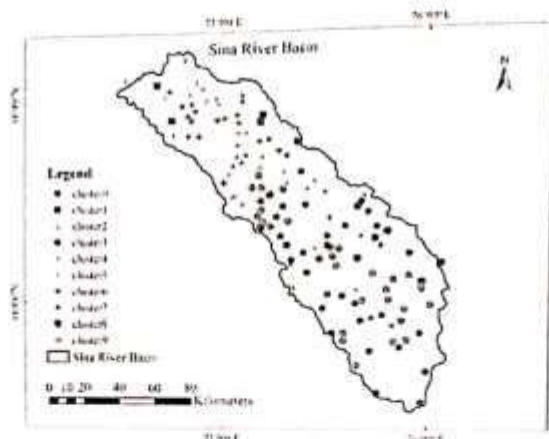 Sina River Basin
N
Legend
cluster0
cluster1
cluster2
cluster3
cluster4
cluster5
cluster6
cluster7
cluster8
cluster9
Sina River Basin
0 10 20 40 60 80
Kilometers